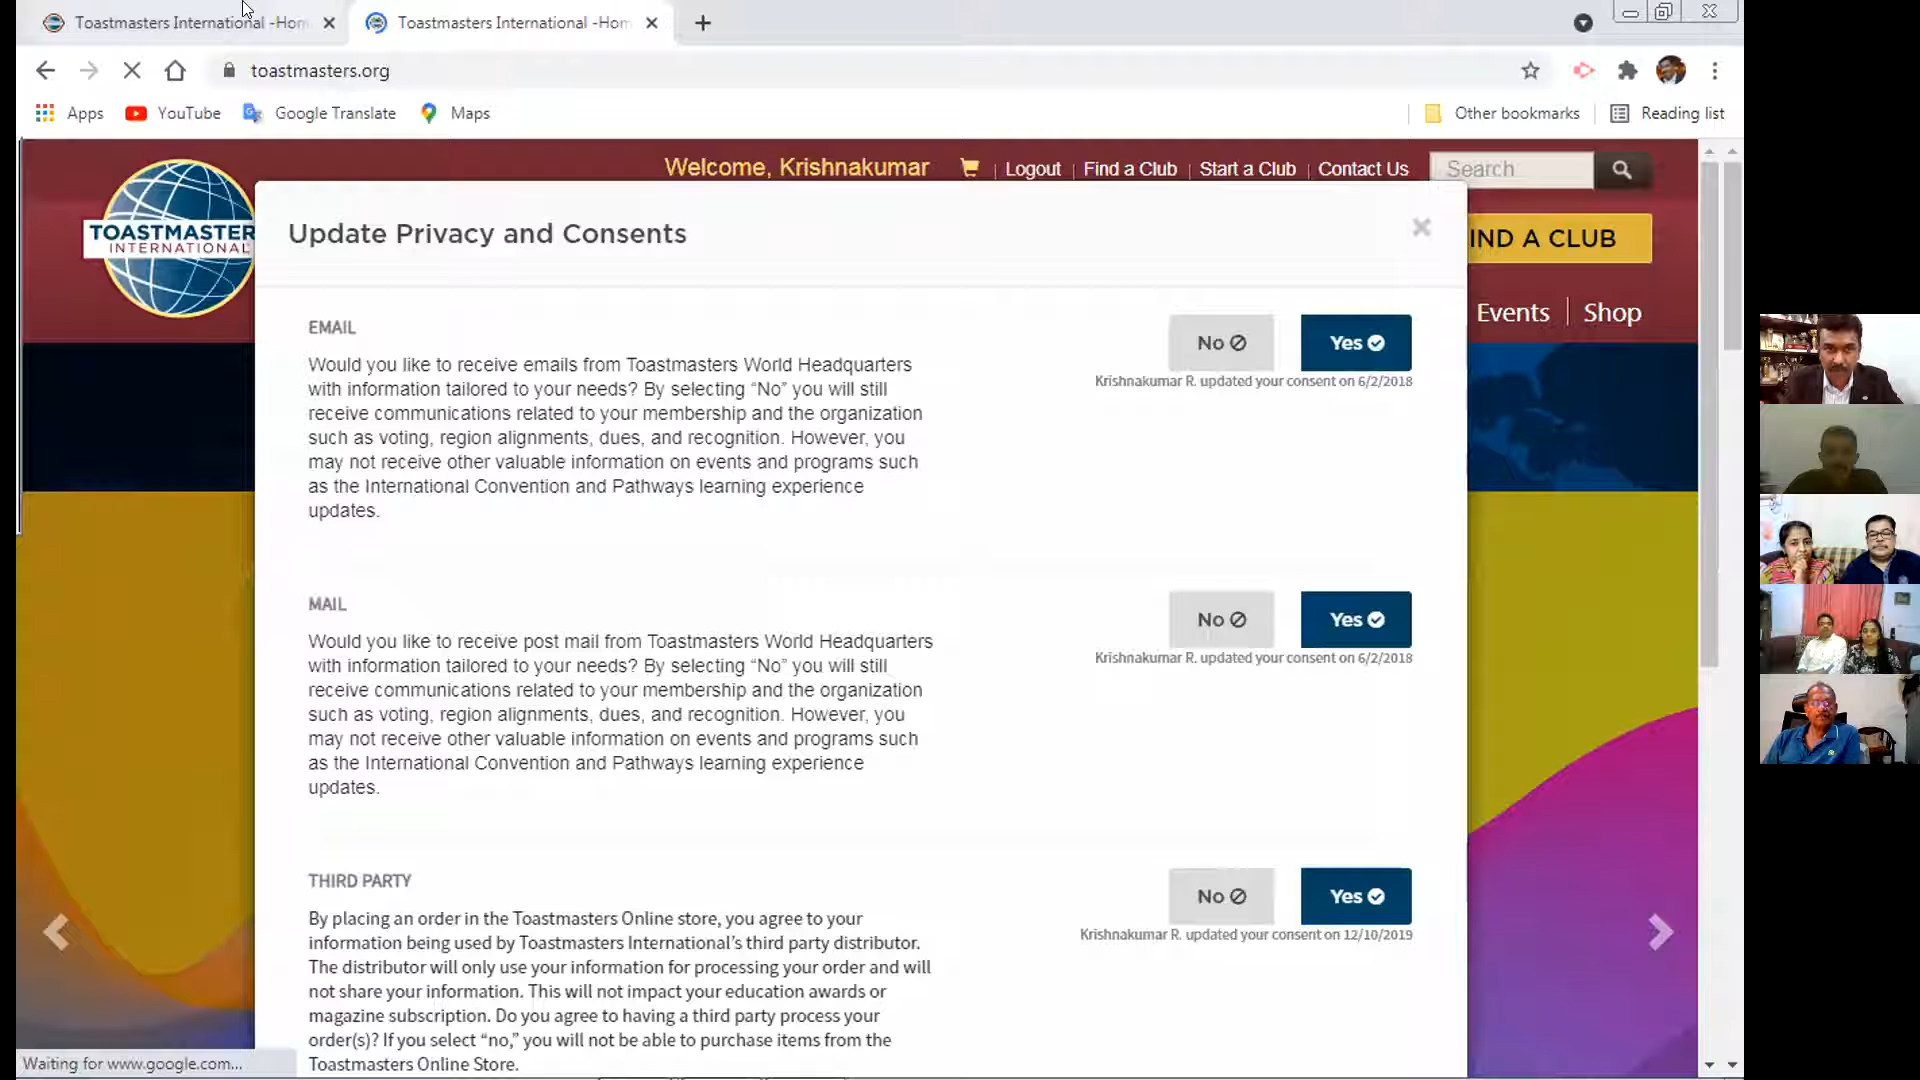 Toastmasters International -Hom
Toastmasters International -Hom
toastmasters.org
Apps
YouTube
Google Translate
Maps
Other bookmarks
Reading list
Welcome, Krishnakumar
Logout
Find a Club
Start a Club
Contact Us
Search
TOASTMASTER
INTERNATIONAL
IND A CLUB
Events
Shop
Update Privacy and Consents
EMAIL
Would you like to receive emails from Toastmasters World Headquarters
with information tailored to your needs? By selecting “No” you will still
receive communications related to your membership and the organization
such as voting, region alignments, dues, and recognition. However, you
may not receive other valuable information on events and programs such
as the International Convention and Pathways learning experience
updates.
No
Yes
Krishnakumar R. updated your consent on 6/2/2018
MAIL
Would you like to receive post mail from Toastmasters World Headquarters
with information tailored to your needs? By selecting “No” you will still
receive communications related to your membership and the organization
such as voting, region alignments, dues, and recognition. However, you
may not receive other valuable information on events and programs such
as the International Convention and Pathways learning experience
updates.
No
Yes
Krishnakumar R. updated your consent on 6/2/2018
THIRD PARTY
By placing an order in the Toastmasters Online store, you agree to your
information being used by Toastmasters International’s third party distributor.
The distributor will only use your information for processing your order and will
not share your information. This will not impact your education awards or
magazine subscription. Do you agree to having a third party process your
order(s)? If you select “no,” you will not be able to purchase items from the
Toastmasters Online Store.
No
Yes
Krishnakumar R. updated your consent on 12/10/2019
Waiting for www.google.com...